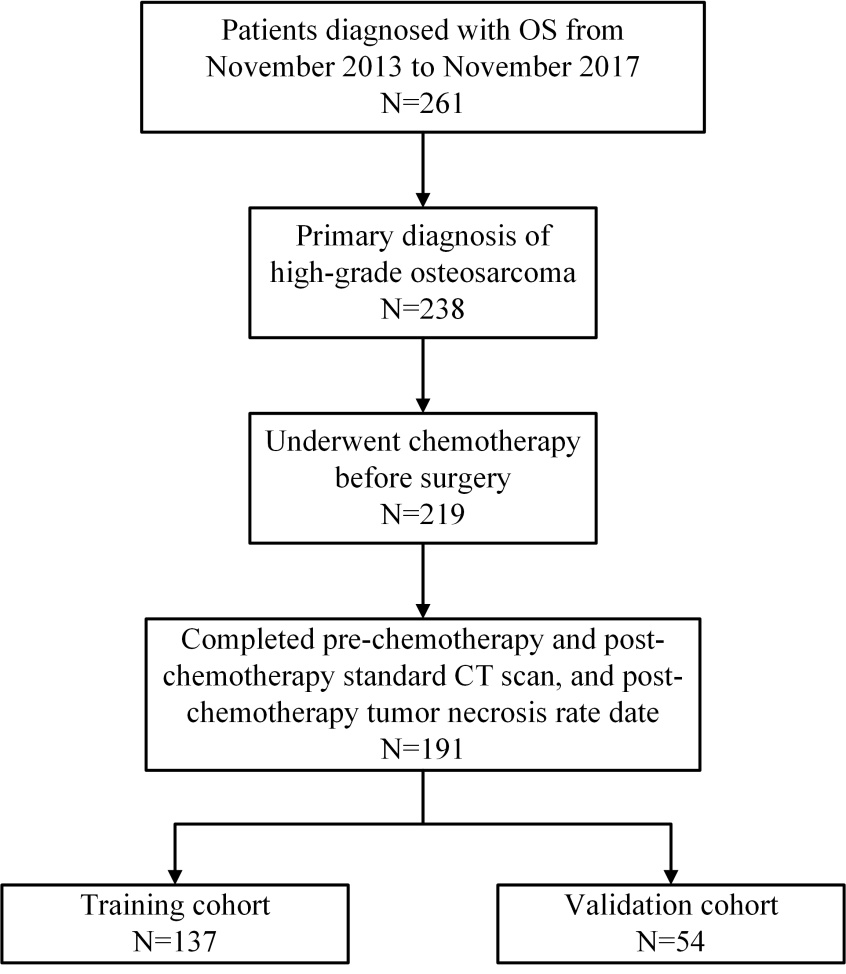 Patients diagnosed with OS from
November 2013 to November 2017
N=261
Primary diagnosis of
high-grade osteosarcoma
N=238
Underwent chemotherapy
before surgery
N=219
Completed pre-chemotherapy and post-
chemotherapy standard CT scan, and post-
chemotherapy tumor necrosis rate date
N=191
Training cohort
N=137
Validation cohort
N=54